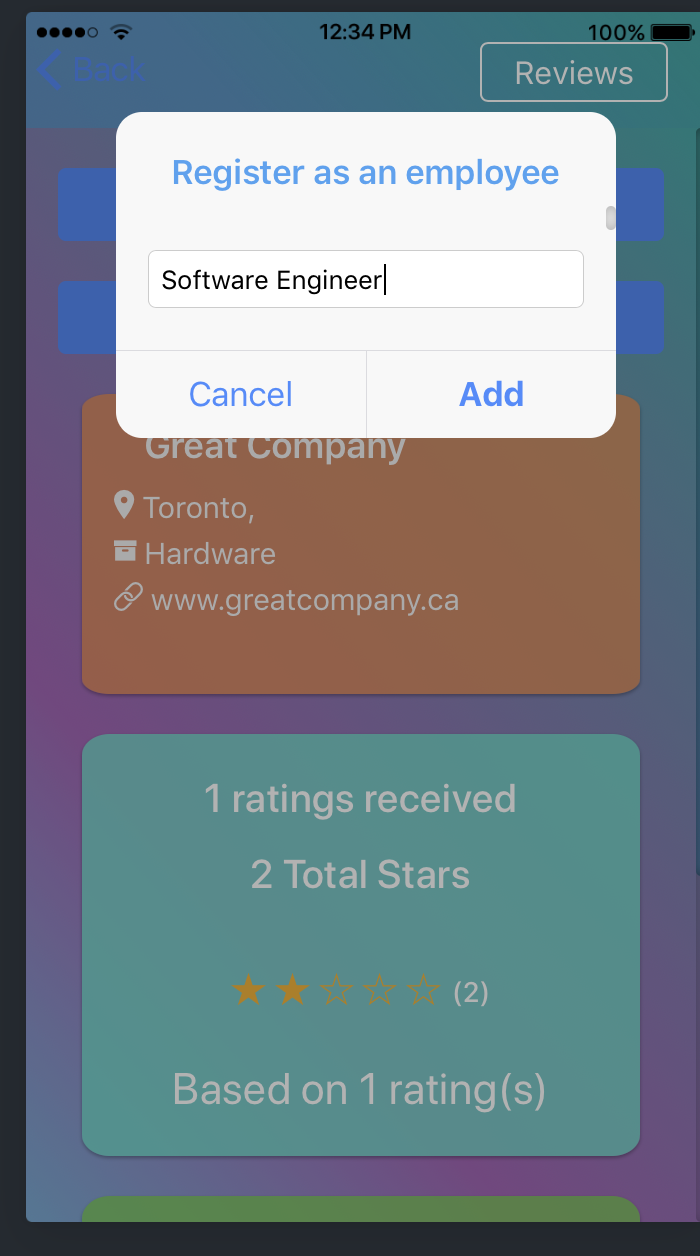 12:34 PM
100%
Back
Reviews
Register as an employee
Software Engineer
Cancel
Add
Great Company
Toronto,
Hardware
www.greatcompany.ca
1 ratings received
2 Total Stars
(2)
Based on 1 rating(s)